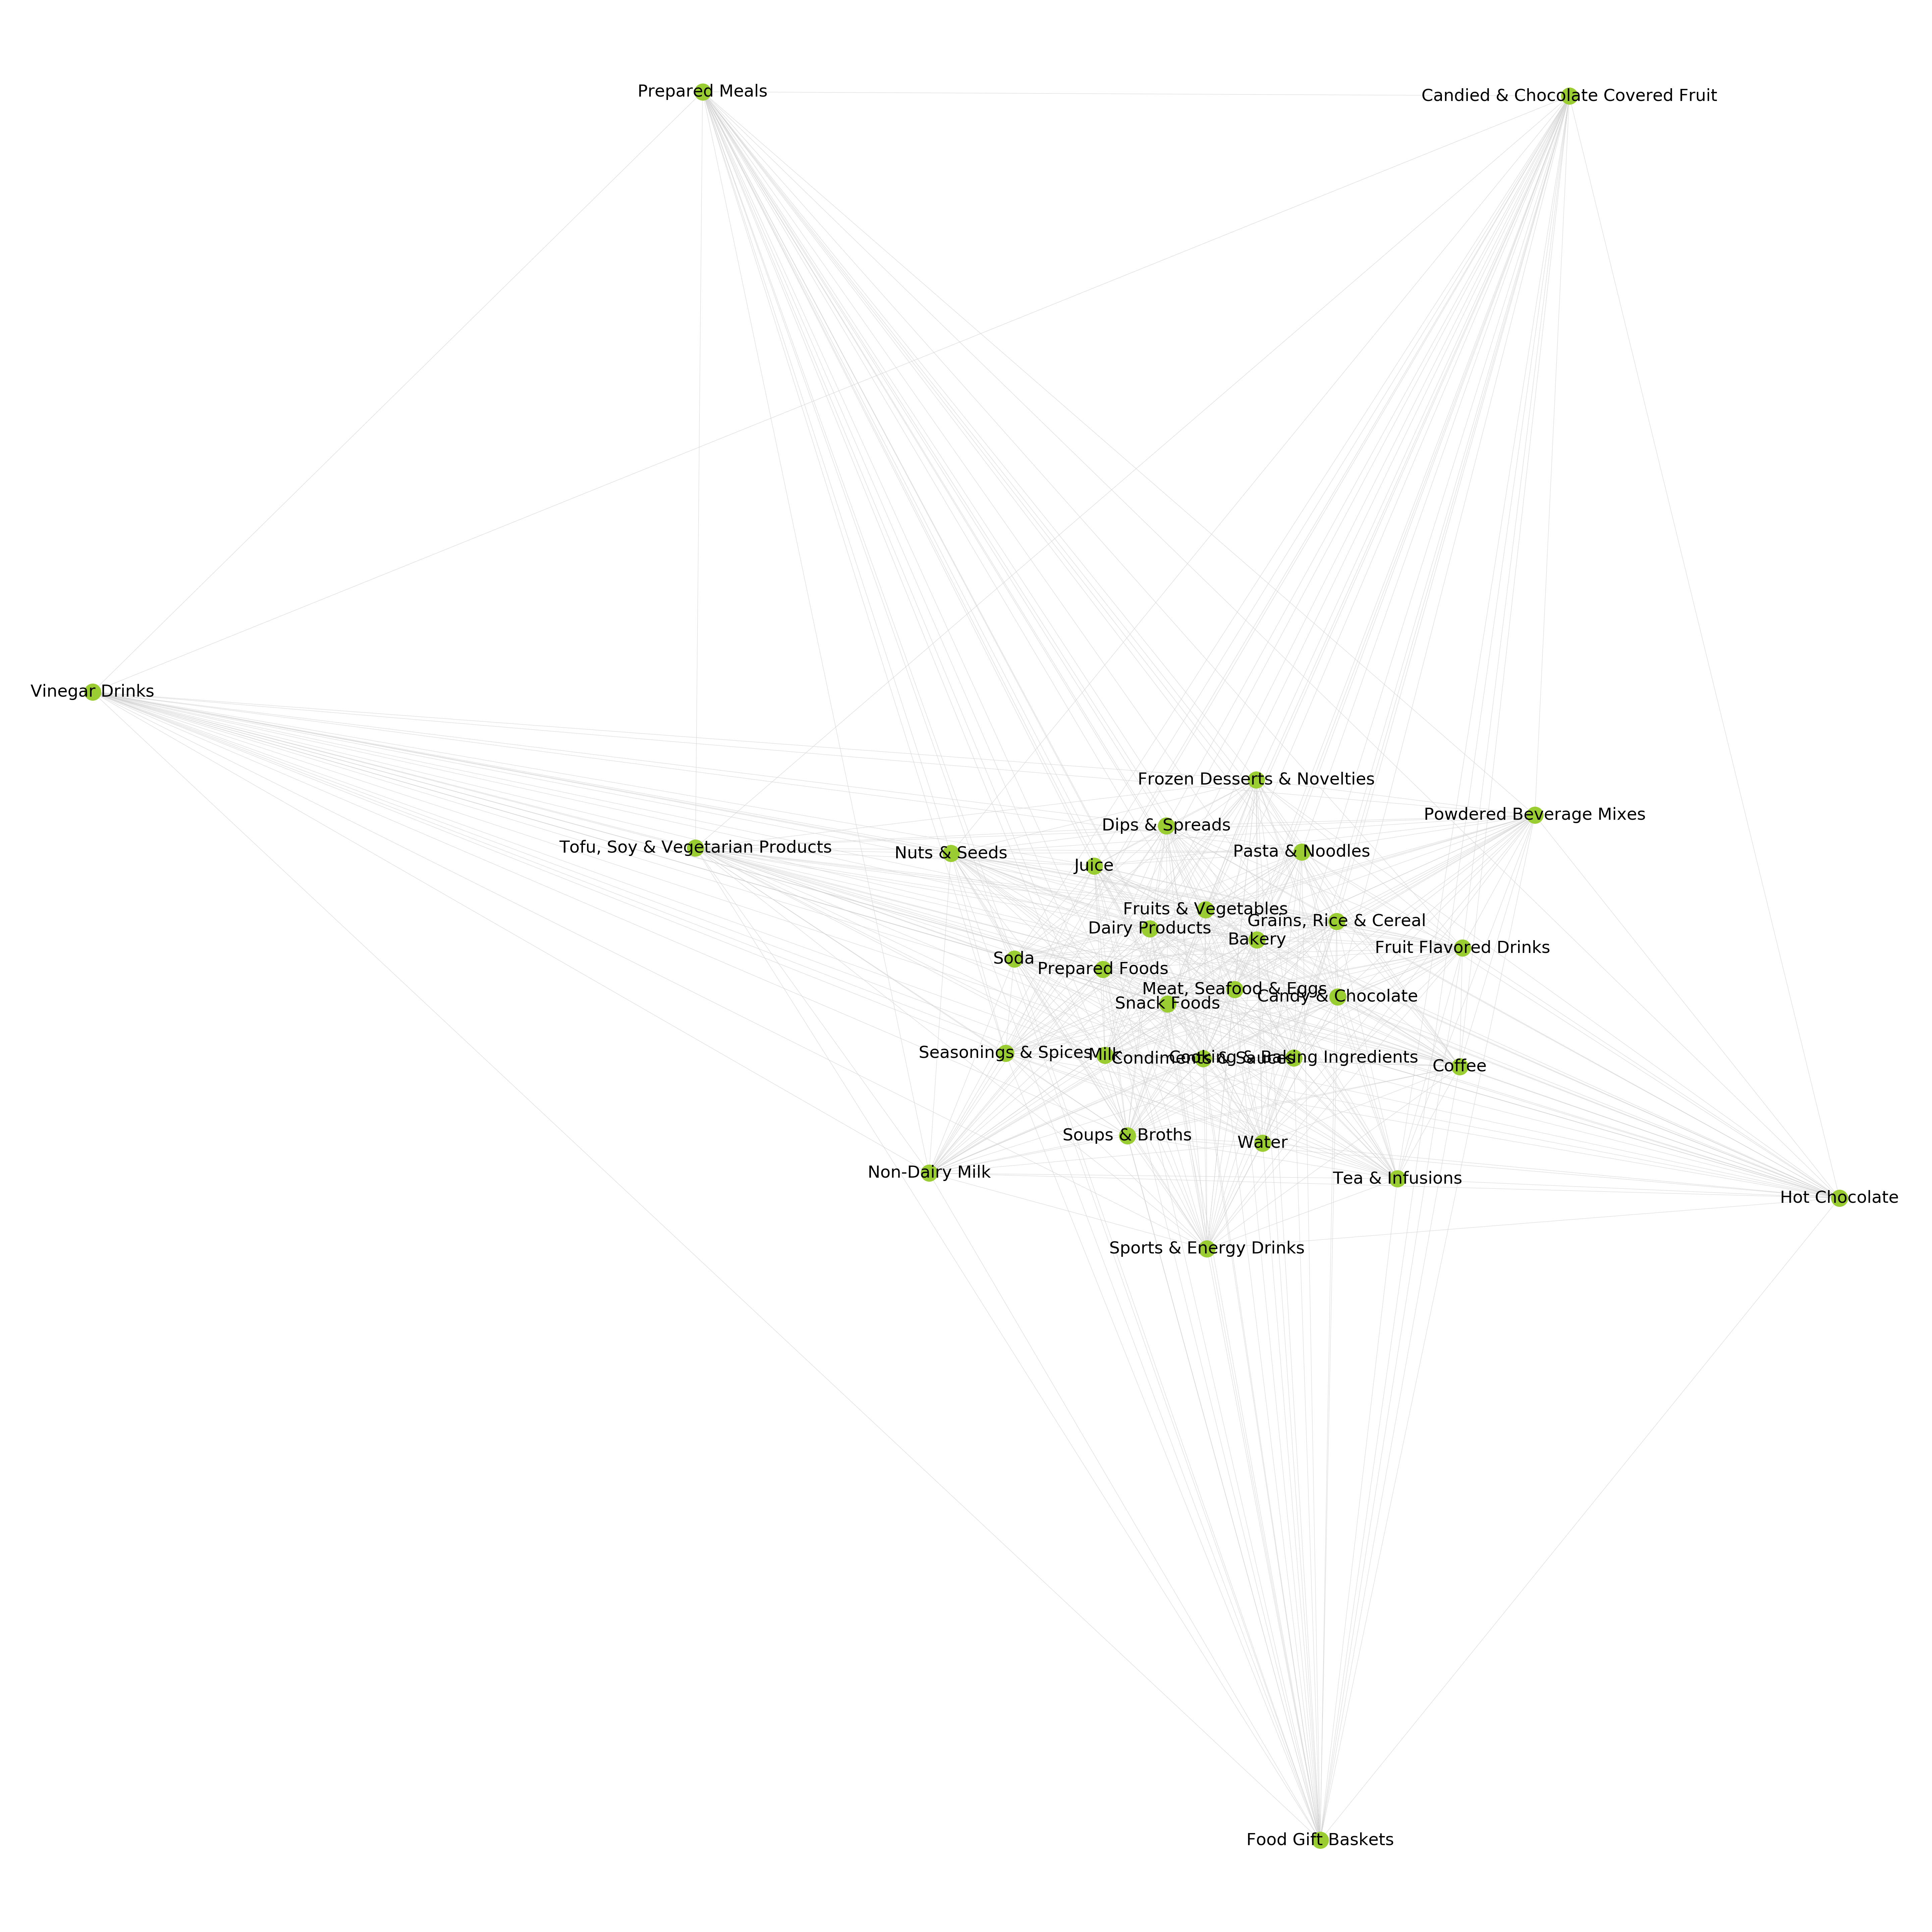 Prepared Meals
Candied & Chocolate Covered Fruit
Vinegar Drinks
Frozen Desserts & Novelties
Powdered Beverage Mixes
Dips & Spreads
Tofu, Soy & Vegetarian Products
Nuts & Seeds
Pasta & Noodles
Juice
Fruits & Vegetables
Grains, Rice & Cereal
Dairy Products
Bakery
Fruit Flavored Drinks
Soda
Prepared Foods
Meat, Seafood & Eggs
Candy & Chocolate
Snack Foods
Seasonings & Spices
Milk
Condiments & Sauces
Cooking & Baking Ingredients
Coffee
Soups & Broths
Water
Non-Dairy Milk
Tea & Infusions
Hot Chocolate
Sports & Energy Drinks
Food Gift Baskets